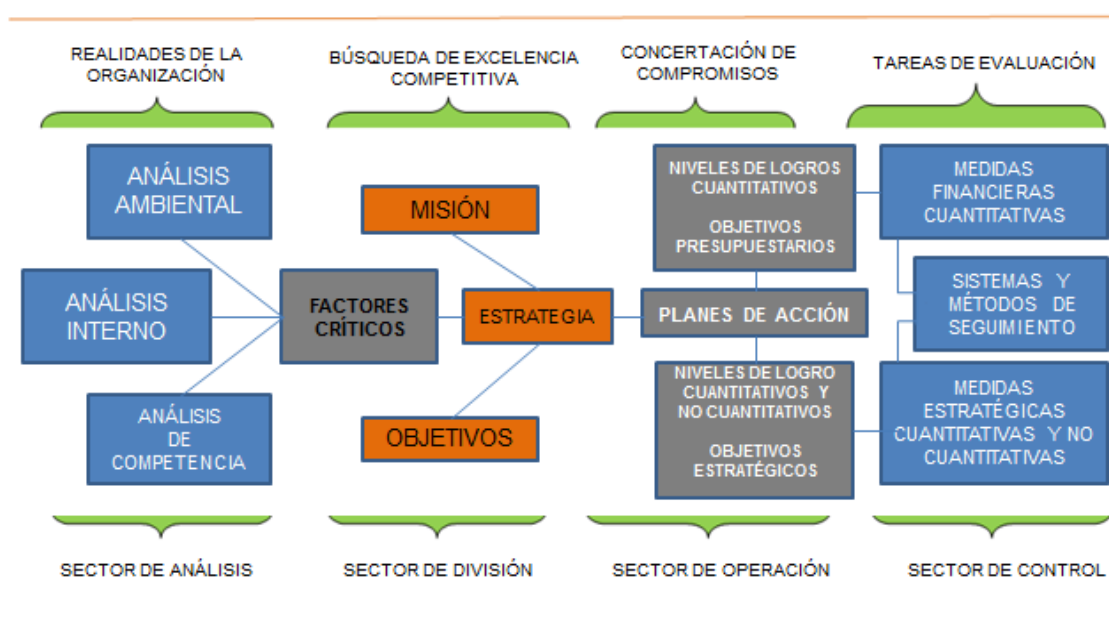 REALIDADES DE LA
ORGANIZACIÓN
BÚSQUEDA DE EXCELENCIA
COMPETITIVA
CONCERTACIÓN DE
COMPROMISOS
TAREAS DE EVALUACIÓN
ANÁLISIS
AMBIENTAL
ANÁLISIS
INTERNO
ANÁLISIS
DE
COMPETENCIA
FACTORES
CRÍTICOS
MISIÓN
ESTRATEGIA
OBJETIVOS
NIVELES DE LOGROS
CUANTITATIVOS
OBJETIVOS
PRESUPUESTARIOS
PLANES DE ACCIÓN
NIVELES DE LOGRO
CUANTITATIVOS Y
NO CUANTITATIVOS
OBJETIVOS
ESTRATÉGICOS
MEDIDAS
FINANCIERAS
CUANTITATIVAS
SISTEMAS Y
MÉTODOS DE
SEGUIMIENTO
MEDIDAS
ESTRATÉGICAS
CUANTITATIVAS Y NO
CUANTITATIVAS
SECTOR DE ANÁLISIS
SECTOR DE DIVISIÓN
SECTOR DE OPERACIÓN
SECTOR DE CONTROL